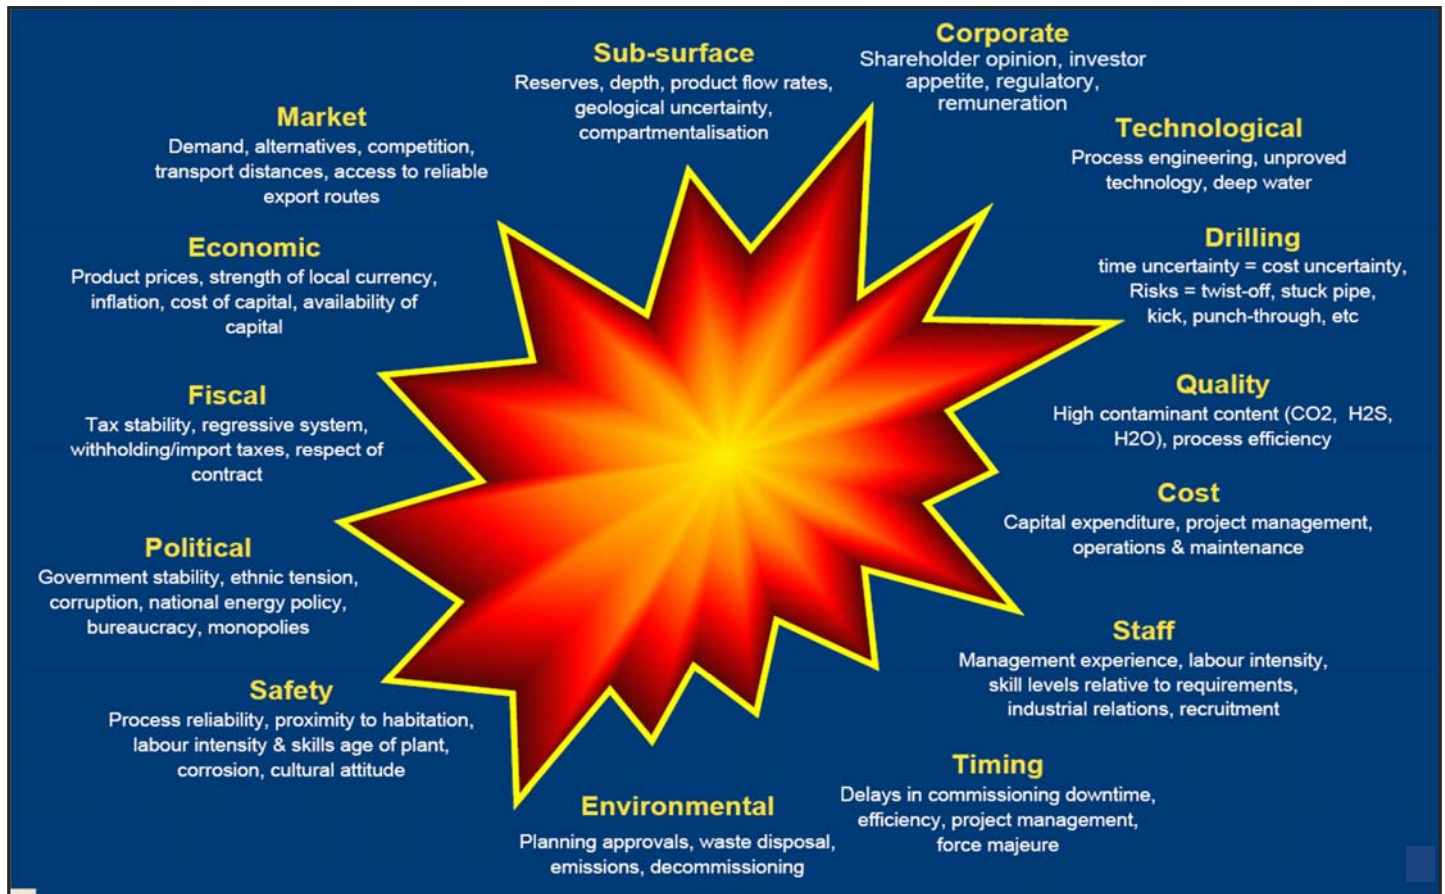 Corporate
Shareholder opinion, investor
appetite, regulatory,
remuneration
Sub-surface
Reserves, depth, product flow rates,
geological uncertainty,
compartmentalisation
Market
Demand, alternatives, competition,
transport distances, access to reliable
export routes
Technological
Process engineering, unproved
technology, deep water
Economic
Product prices, strength of local currency,
inflation, cost of capital, availability of
capital
Drilling
time uncertainty = cost uncertainty,
Risks = twist-off, stuck pipe,
kick, punch-through, etc
Fiscal
Tax stability, regressive system,
withholding/import taxes, respect of
contract
Quality
High contaminant content (CO2, H2S,
H2O), process efficiency
Cost
Capital expenditure, project management,
operations & maintenance
Political
Government stability, ethnic tension,
corruption, national energy policy,
bureaucracy, monopolies
Staff
Management experience, labour intensity,
skill levels relative to requirements,
industrial relations, recruitment
Safety
Process reliability, proximity to habitation,
labour intensity & skills age of plant,
corrosion, cultural attitude
Timing
Delays in commissioning downtime,
efficiency, project management,
force majeure
Environmental
Planning approvals, waste disposal,
emissions, decommissioning